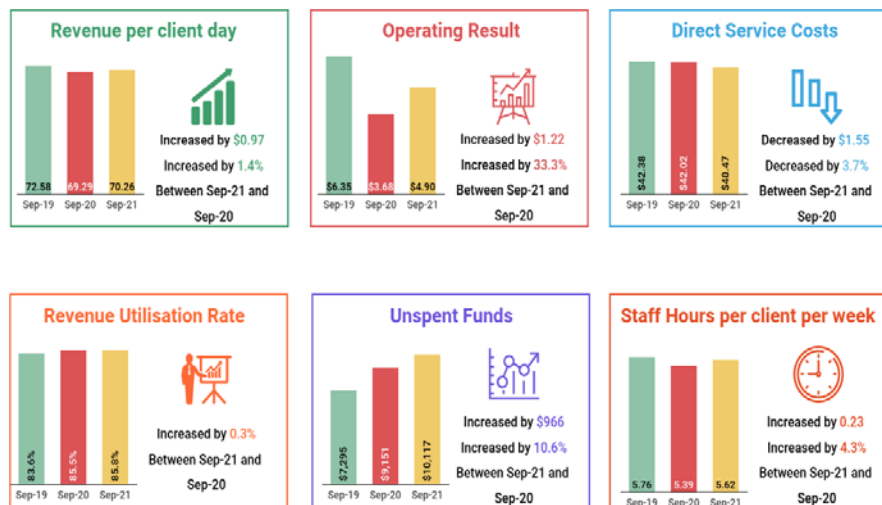 Revenue per client day
Increased by $0.97
Increased by 1.4%
Between Sep-21 and
Sep-20
72.58 69.29 70.26
Sep-19 Sep-20 Sep-21
Operating Result
Increased by $1.22
Increased by 33.3%
Between Sep-21 and
Sep-20
$6.35 $3.68 $4.90
Sep-19 Sep-20 Sep-21
Direct Service Costs
Decreased by $1.55
Decreased by 3.7%
Between Sep-21 and
Sep-20
$42.38 $42.02 $40.47
Sep-19 Sep-20 Sep-21
Revenue Utilisation Rate
Increased by 0.3%
Between Sep-21 and
Sep-20
83.6% 85.5% 85.8%
Sep-19 Sep-20 Sep-21
Unspent Funds
Increased by $966
Increased by 10.6%
Between Sep-21 and
Sep-20
$7,295 $9,151 $10,117
Sep-19 Sep-20 Sep-21
Staff Hours per client per week
Increased by 0.23
Increased by 4.3%
Between Sep-21 and
Sep-20
5.76 5.39 5.62
Sep-19 Sep-20 Sep-21